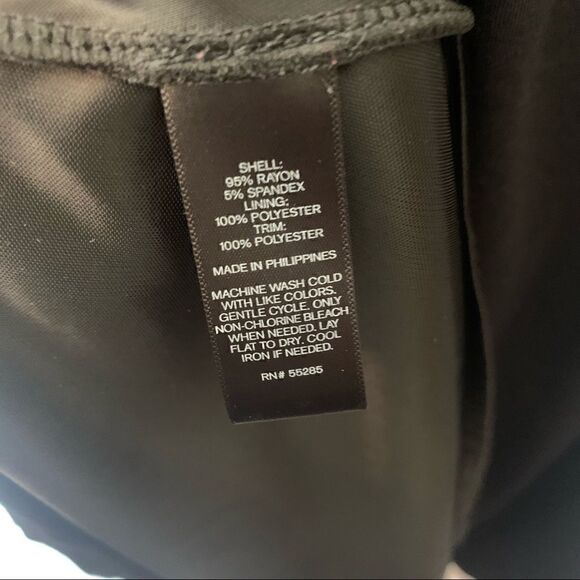 SHELL:
95% RAYON
5% SPANDEX
LINING:
100% POLYESTER
TRIM:
100% POLYESTER
MADE IN PHILIPPINES
MACHINE WASH COLD
WITH LIKE COLORS.
GENTLE CYCLE. ONLY
NON-CHLORINE BLEACH
WHEN NEEDED. LAY
FLAT TO DRY. COOL
IRON IF NEEDED.
RN# 55285